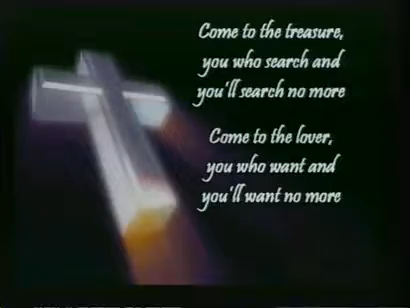 Come to the treasure,
you who search and
you'll search no more
Come to the lover,
you who want and
you'll want no more